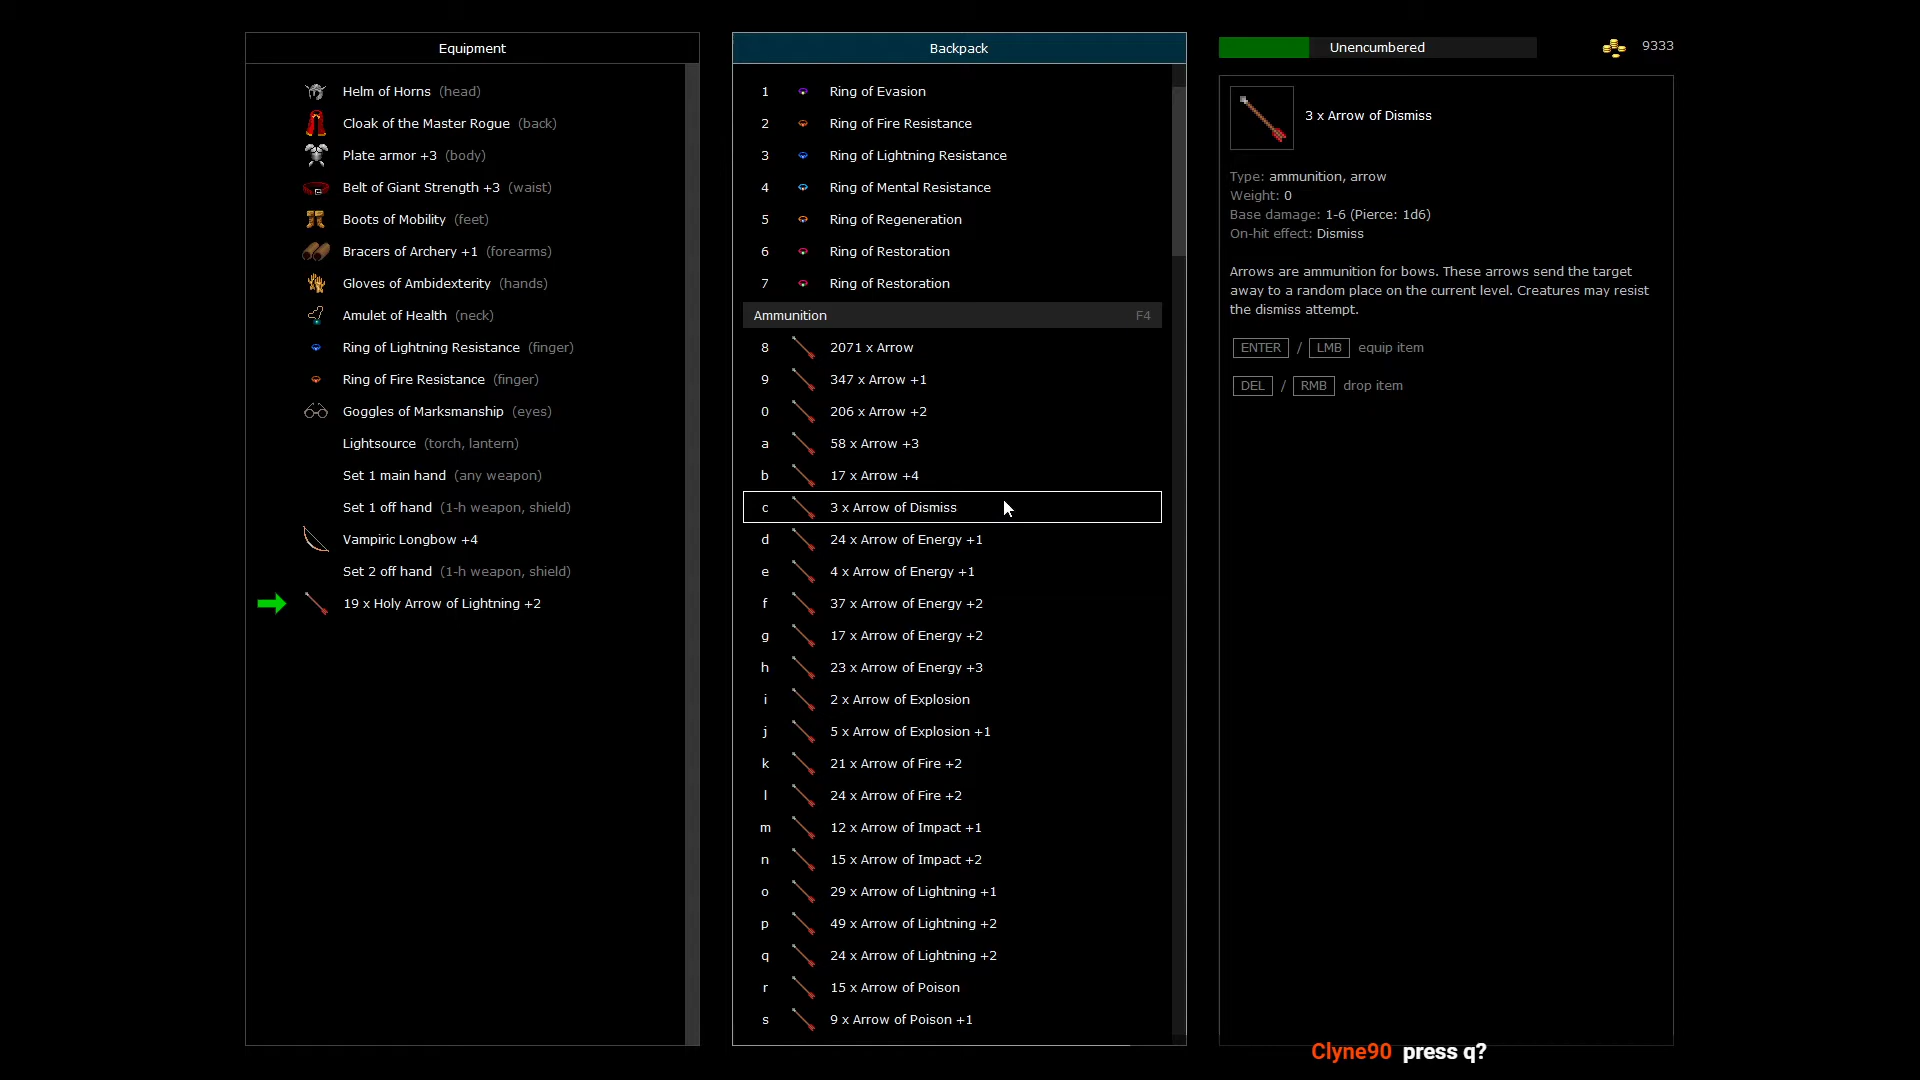 Equipment
Helm of Horns (head)
Cloak of the Master Rogue (back)
Plate armor +3 (body)
Belt of Giant Strength +3 (waist)
Boots of Mobility (feet)
Bracers of Archery +1 (forearms)
Gloves of Ambidexterity (hands)
Amulet of Health (neck)
Ring of Lightning Resistance (finger)
Ring of Fire Resistance (finger)
Goggles of Marksmanship (eyes)
Lightsource (torch, lantern)
Set 1 main hand (any weapon)
Set 1 off hand (1-h weapon, shield)
Vampiric Longbow +4
Set 2 off hand (1-h weapon, shield)
19 x Holy Arrow of Lightning +2
Backpack
1 Ring of Evasion
2 Ring of Fire Resistance
3 Ring of Lightning Resistance
4 Ring of Mental Resistance
5 Ring of Regeneration
6 Ring of Restoration
7 Ring of Restoration
Ammunition F4
8 2071 x Arrow
9 347 x Arrow +1
0 206 x Arrow +2
a 58 x Arrow +3
b 17 x Arrow +4
c 3 x Arrow of Dismiss
d 24 x Arrow of Energy +1
e 4 x Arrow of Energy +1
f 37 x Arrow of Energy +2
g 17 x Arrow of Energy +2
h 23 x Arrow of Energy +3
i 2 x Arrow of Explosion
j 5 x Arrow of Explosion +1
k 21 x Arrow of Fire +2
l 24 x Arrow of Fire +2
m 12 x Arrow of Impact +1
n 15 x Arrow of Impact +2
o 29 x Arrow of Lightning +1
p 49 x Arrow of Lightning +2
q 24 x Arrow of Lightning +2
r 15 x Arrow of Poison
s 9 x Arrow of Poison +1
Unencumbered 9333
3 x Arrow of Dismiss
Type: ammunition, arrow
Weight: 0
Base damage: 1-6 (Pierce: 1d6)
On-hit effect: Dismiss
Arrows are ammunition for bows. These arrows send the target
away to a random place on the current level. Creatures may resist
the dismiss attempt.
ENTER / LMB equip item
DEL / RMB drop item
Clyne90 press q?